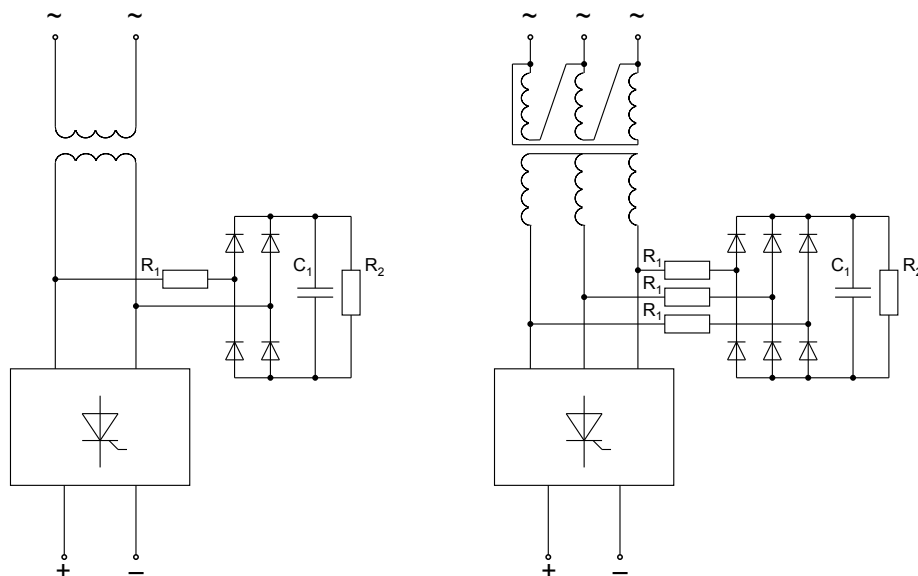 ~ ~ ~ ~ ~
R1 C1 R2
R1 C1 R2
R1
R1
+ − + −